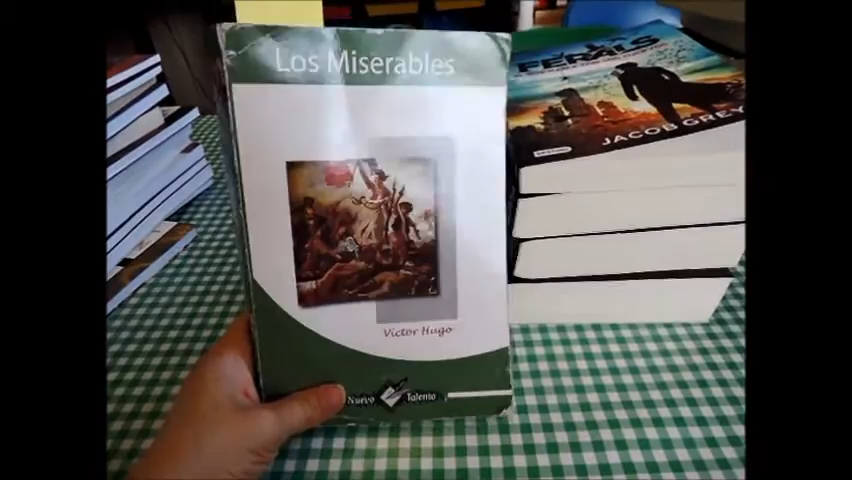 Los Miserables
Victor Hugo
Nuevo Talento
FERALS
JACOB GREY